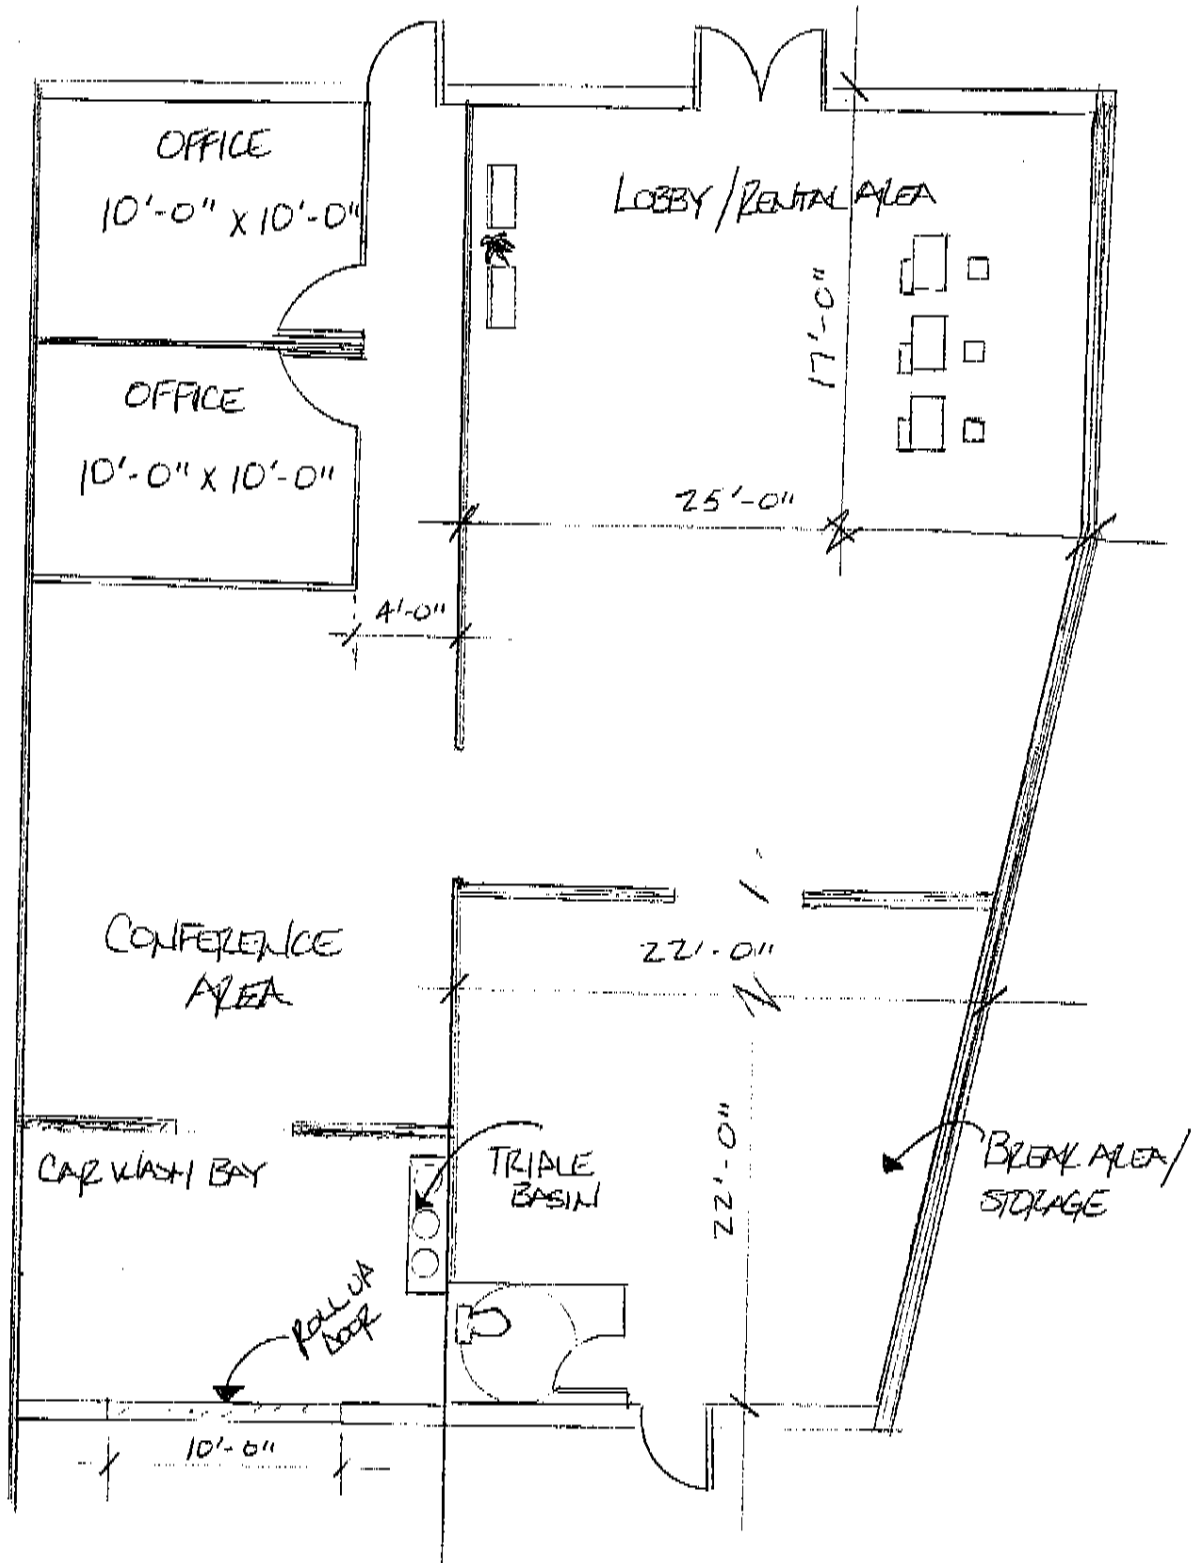 OFFICE
10'-0" X 10'-0"
LOBBY / RENTAL AREA
17'-0"
OFFICE
10'-0" X 10'-0"
25'-0"
4'-0"
CONFERENCE
AREA
22'-0"
CAR WASH BAY
TRIPLE
BASIN
22'-0"
BREAK AREA/
STORAGE
ROLL UP
DOOR
10'-0"